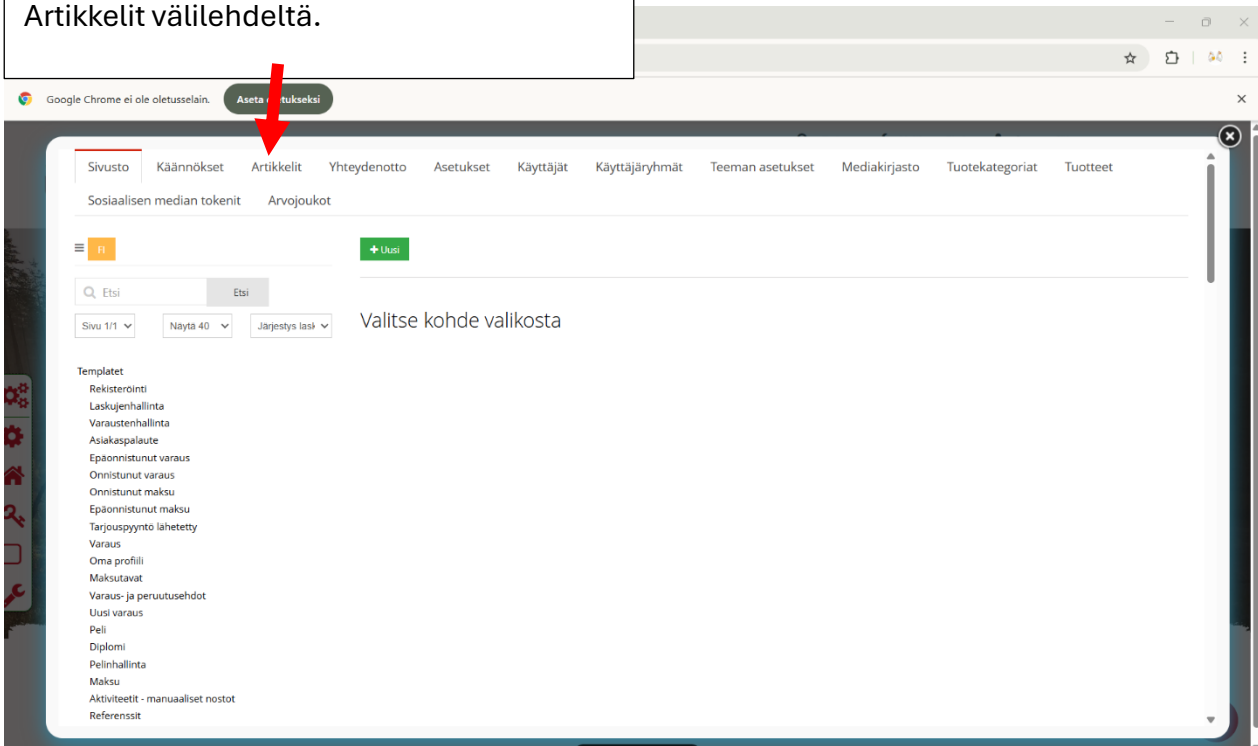 Artikkelit välilehdeltä.
Google Chrome ei ole oletusselain.
Sivusto Käännökset Artikkelit Yhteydenotto Asetukset Käyttäjät Käyttäjäryhmät Teeman asetukset Mediakirjasto Tuotekategoriat Tuotteet
Sosiaalisen median tokenit Arvojoukot
FI + Uusi
Etsi Etsi
Sivu 1/1 Näytä 40 Järjestys lask Valitse kohde valikosta
Templatet
Rekisteröinti
Laskujenhallinta
Varaustenhallinta
Asiakaspalaute
Epäonnistunut varaus
Onnistunut varaus
Onnistunut maksu
Epäonnistunut maksu
Tarjouspyyntö lähetetty
Varaus
Oma profiili
Maksutavat
Varaus- ja peruutusehdot
Uusi varaus
Peli
Diplomi
Pelinhallinta
Maksu
Aktiviteetit - manuaaliset nostot
Referenssit